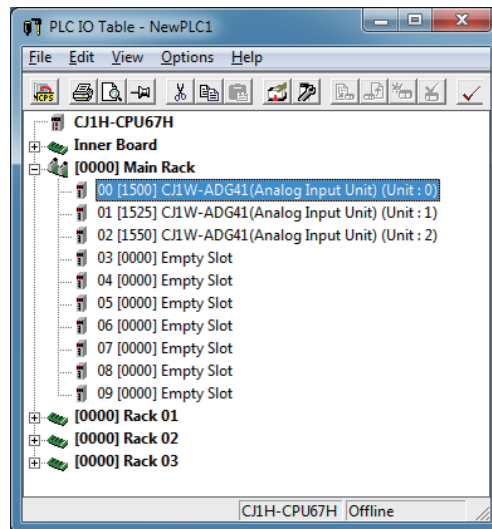 PLC IO Table - NewPLC1
File Edit View Options Help
NCPS
CJ1H-CPU67H
Inner Board
[0000] Main Rack
00 [1500] CJ1W-ADG41(Analog Input Unit) (Unit : 0)
01 [1525] CJ1W-ADG41(Analog Input Unit) (Unit : 1)
02 [1550] CJ1W-ADG41(Analog Input Unit) (Unit : 2)
03 [0000] Empty Slot
04 [0000] Empty Slot
05 [0000] Empty Slot
06 [0000] Empty Slot
07 [0000] Empty Slot
08 [0000] Empty Slot
09 [0000] Empty Slot
[0000] Rack 01
[0000] Rack 02
[0000] Rack 03
CJ1H-CPU67H Offline